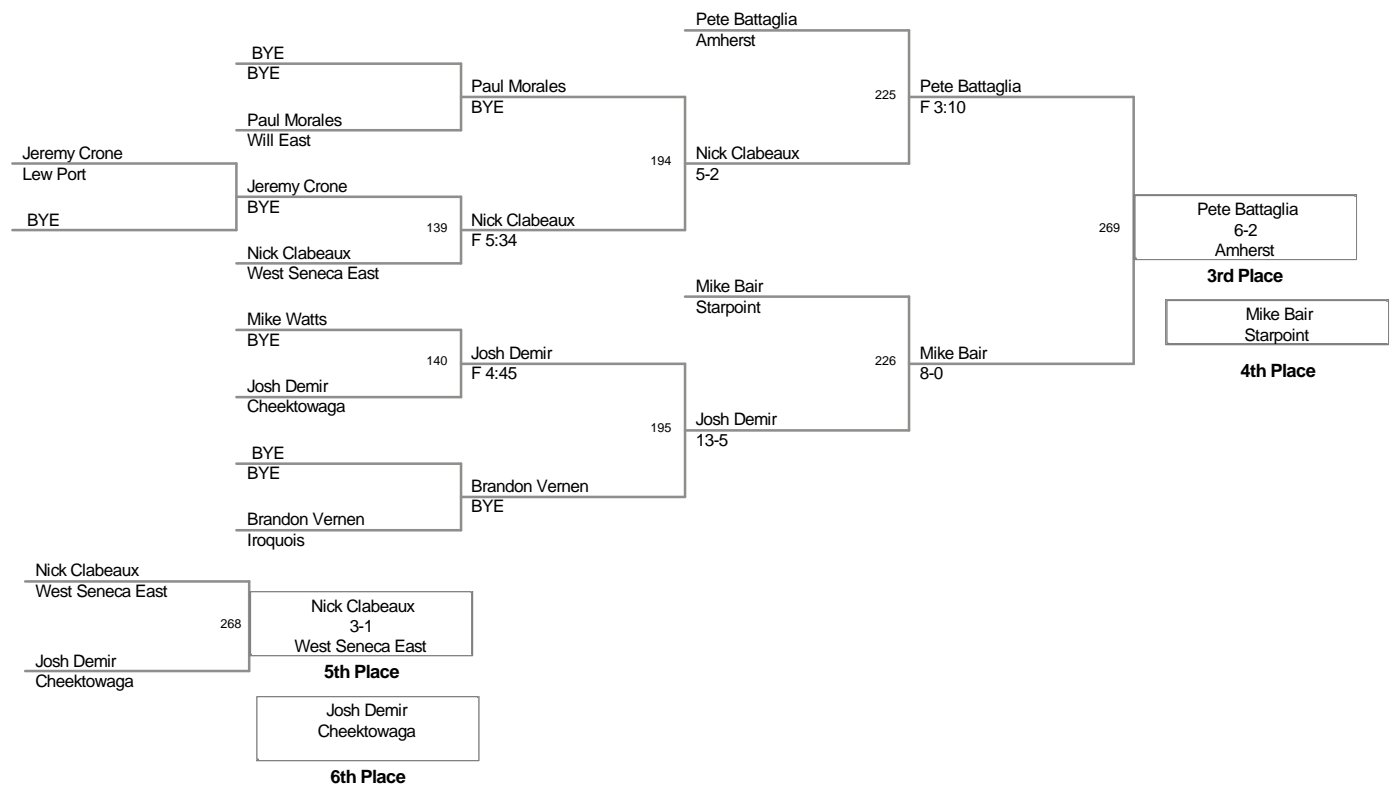 Pete Battaglia
Amherst
BYE
BYE
Paul Morales
BYE
225
Pete Battaglia
F 3:10
Paul Morales
Will East
Jeremy Crone
Lew Port
194
Nick Clabeaux
5-2
Jeremy Crone
BYE
BYE
139
Nick Clabeaux
F 5:34
Nick Clabeaux
West Seneca East
269
Pete Battaglia
6-2
Amherst
3rd Place
Mike Bair
Starpoint
Mike Bair
Starpoint
4th Place
Mike Watts
BYE
140
Josh Demir
F 4:45
226
Mike Bair
8-0
Josh Demir
Cheektowaga
195
Josh Demir
13-5
BYE
BYE
Brandon Vernen
BYE
Brandon Vernen
Iroquois
Nick Clabeaux
West Seneca East
268
Nick Clabeaux
3-1
West Seneca East
5th Place
Josh Demir
Cheektowaga
Josh Demir
Cheektowaga
6th Place